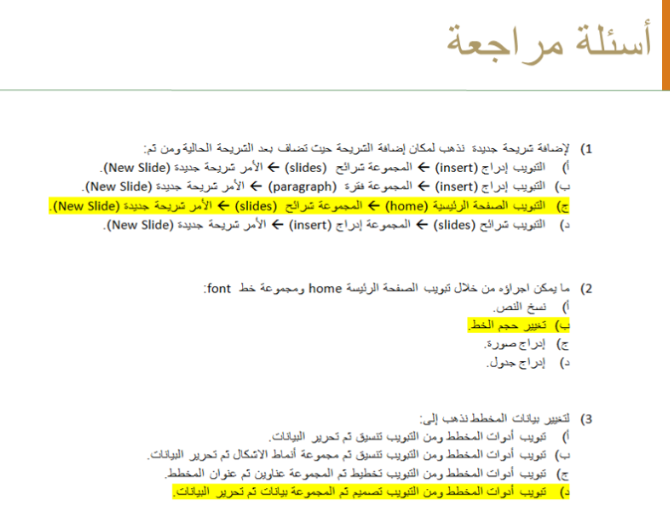 أسئلة مراجعة
1) لإضافة شريحة جديدة نذهب لمكان إضافة الشريحة حيث تضاف بعد الشريحة الحالية ومن ثم:
أ) التبويب إدراج (insert) ← المجموعة شرائح (slides) ← الأمر شريحة جديدة (New Slide).
ب) التبويب إدراج (insert) ← المجموعة فقرة (paragraph) ← الأمر شريحة جديدة (New Slide).
ج) التبويب الصفحة الرئيسية (home) ← المجموعة شرائح (slides) ← الأمر شريحة جديدة (New Slide).
د) التبويب شرائح (slides) ← المجموعة إدراج (insert) ← الأمر شريحة جديدة (New Slide).
2) ما يمكن اجراؤه من خلال تبويب الصفحة الرئيسة home ومجموعة خط font:
أ) نسخ النص.
ب) تغيير حجم الخط.
ج) إدراج صورة.
د) إدراج جدول.
3) لتغيير بيانات المخطط نذهب إلى:
أ) تبويب أدوات المخطط ومن التبويب تنسيق ثم تحرير البيانات.
ب) تبويب أدوات المخطط ومن التبويب تنسيق ثم مجموعة أنماط الاشكال ثم تحرير البيانات.
ج) تبويب أدوات المخطط ومن التبويب تخطيط ثم المجموعة عناوين ثم عنوان المخطط.
د) تبويب أدوات المخطط ومن التبويب تصميم ثم المجموعة بيانات ثم تحرير البيانات.